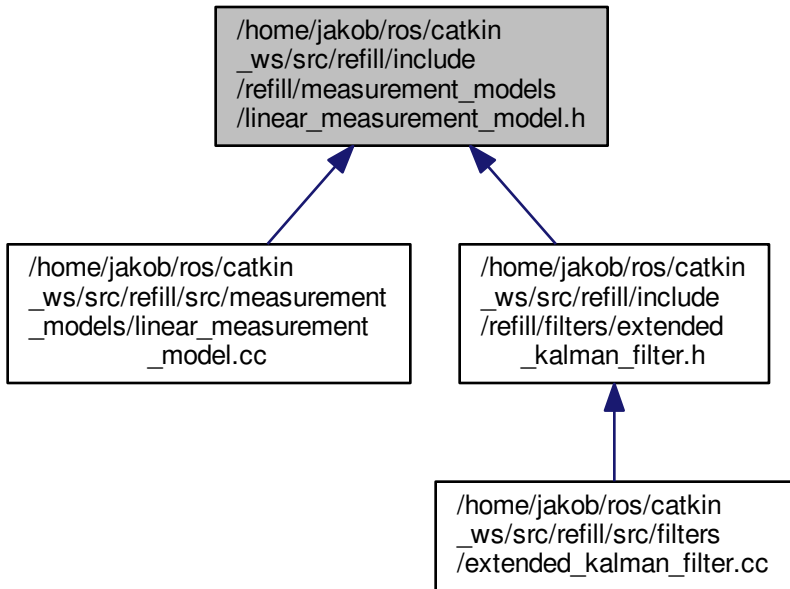 /home/jakob/ros/catkin
_ws/src/refill/include
/refill/measurement_models
/linear_measurement_model.h
/home/jakob/ros/catkin
_ws/src/refill/src/measurement
_models/linear_measurement
_model.cc
/home/jakob/ros/catkin
_ws/src/refill/include
/refill/filters/extended
_kalman_filter.h
/home/jakob/ros/catkin
_ws/src/refill/src/filters
/extended_kalman_filter.cc